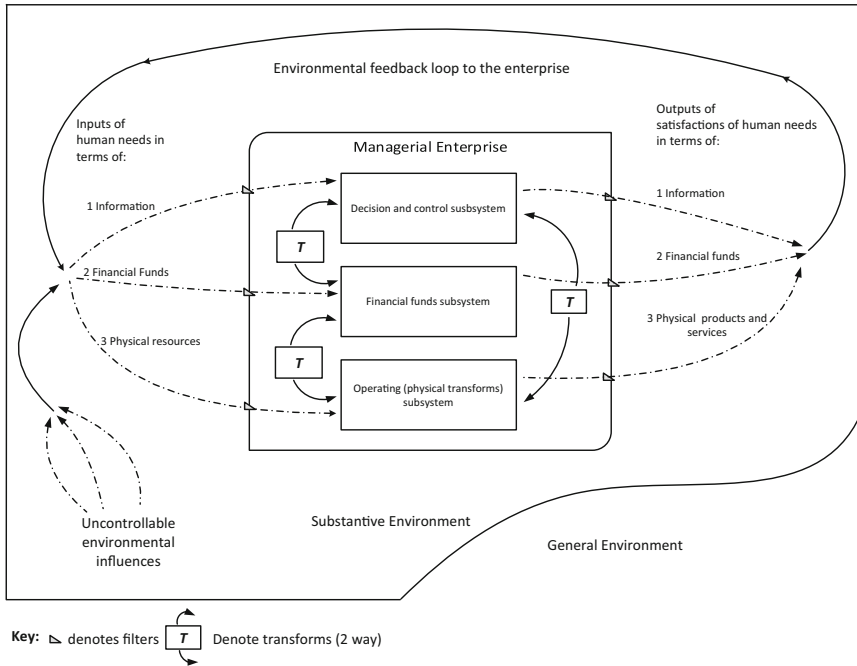 Environmental feedback loop to the enterprise
Inputs of
human needs in
terms of:
Outputs of
satisfactions of human needs
in terms of:
Managerial Enterprise
1 Information
Decision and control subsystem
1 Information
T
2 Financial Funds
Financial funds subsystem
2 Financial funds
T
3 Physical resources
T
Operating (physical transforms)
subsystem
3 Physical products and
services
Uncontrollable
environmental
influences
Substantive Environment
General Environment
Key: denotes filters T Denote transforms (2 way)